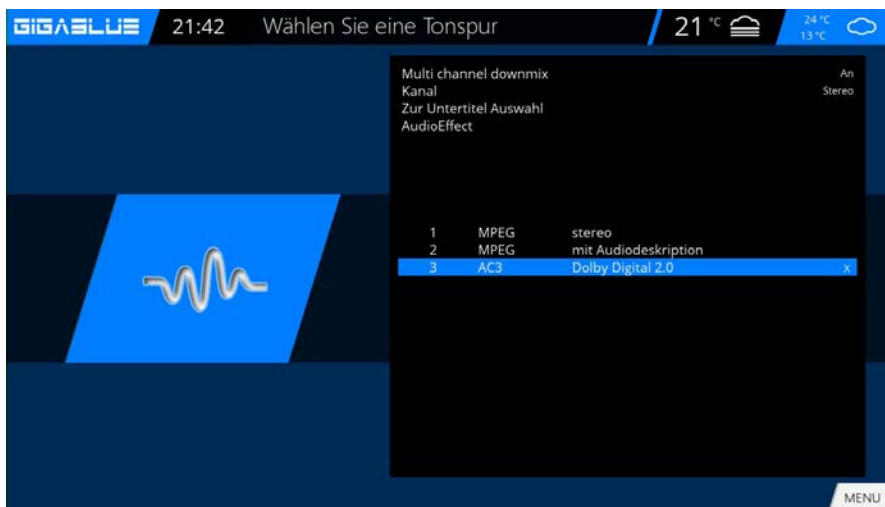 GIGABLUE 21:42 Wählen Sie eine Tonspur 21 °C 24 °C
13 °C
Multi channel downmix An
Kanal Stereo
Zur Untertitel Auswahl
AudioEffect
1 MPEG stereo
2 MPEG mit Audiodeskription
3 AC3 Dolby Digital 2.0 x
MENU